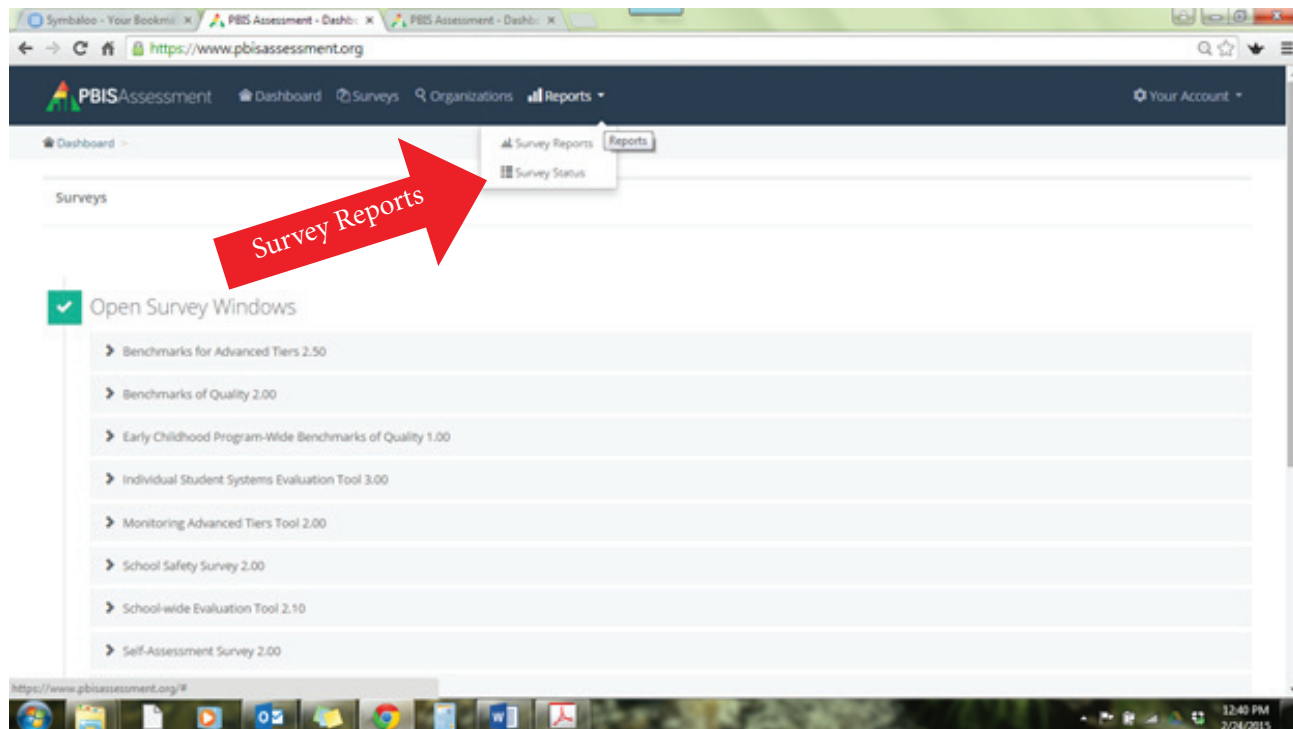 Symbaloo - Your Bookm
PBIS Assessment - Dashb
PBIS Assessment - Dashb
https://www.pbisassessment.org
PBISAssessment
Dashboard
Surveys
Organizations
Reports
Your Account
Dashboard >
Survey Reports
Reports
Survey Status
Surveys
Survey Reports
Open Survey Windows
Benchmarks for Advanced Tiers 2.50
Benchmarks of Quality 2.00
Early Childhood Program-Wide Benchmarks of Quality 1.00
Individual Student Systems Evaluation Tool 3.00
Monitoring Advanced Tiers Tool 2.00
School Safety Survey 2.00
School-wide Evaluation Tool 2.10
Self-Assessment Survey 2.00
https://www.pbisassessment.org/#
12:40 PM
2/24/2015